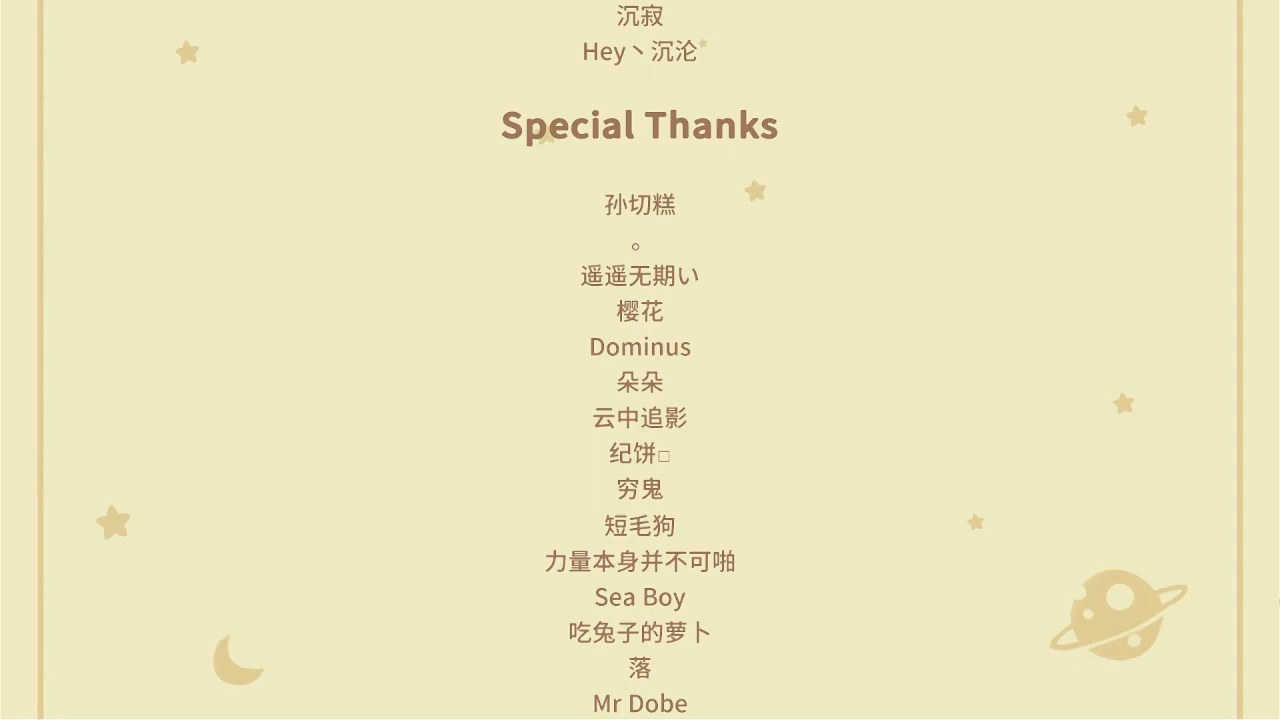 沉寂
Hey丶沉沦
Special Thanks
孙切糕
。
遥遥无期い
樱花
Dominus
朵朵
云中追影
纪饼□
穷鬼
短毛狗
力量本身并不可啪
Sea Boy
吃兔子的萝卜
落
Mr Dobe